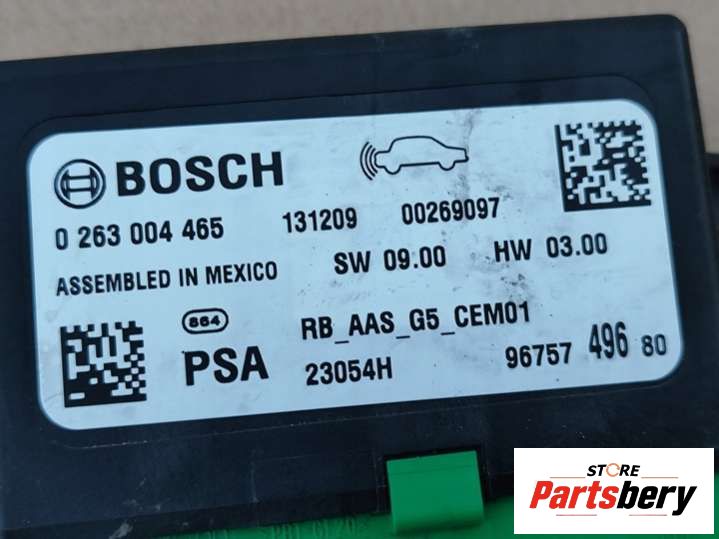 BOSCH
0 263 004 465 131209 00269097
ASSEMBLED IN MEXICO SW 09.00 HW 03.00
864 RB_AAS_G5_CEM01
PSA 23054H 96757 496 80
STORE
Partsbery